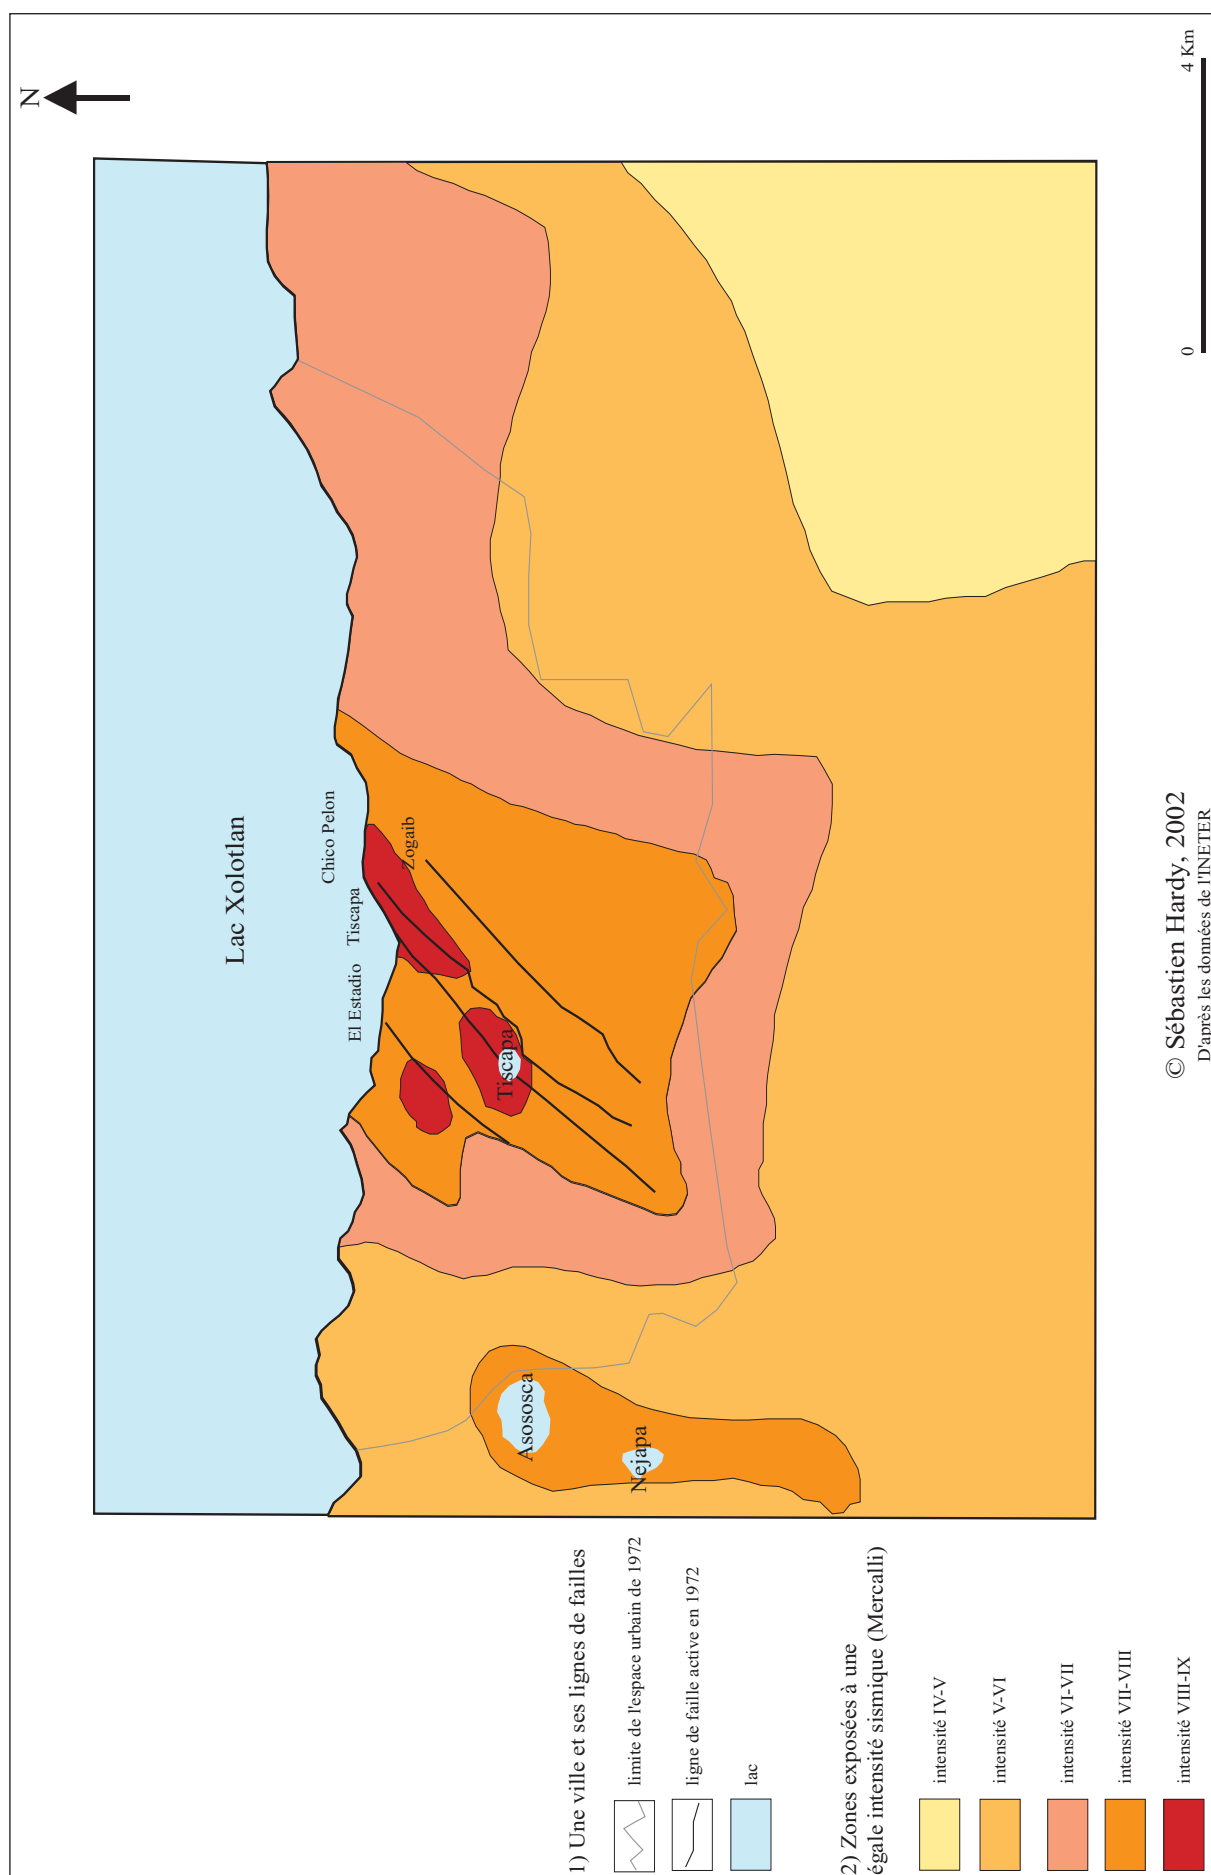 N
Lac Xolotlan
El Estadio
Tiscapa
Chico Pelon
Zogaib
Tiscapa
Asososca
Nejapa
1) Une ville et ses lignes de failles
limite de l'espace urbain de 1972
ligne de faille active en 1972
lac
2) Zones exposées à une
égale intensité sismique (Mercalli)
intensité IV-V
intensité V-VI
intensité VI-VII
intensité VII-VIII
intensité VIII-IX
© Sébastien Hardy, 2002
D'après les données de l'INETER
0
4 Km